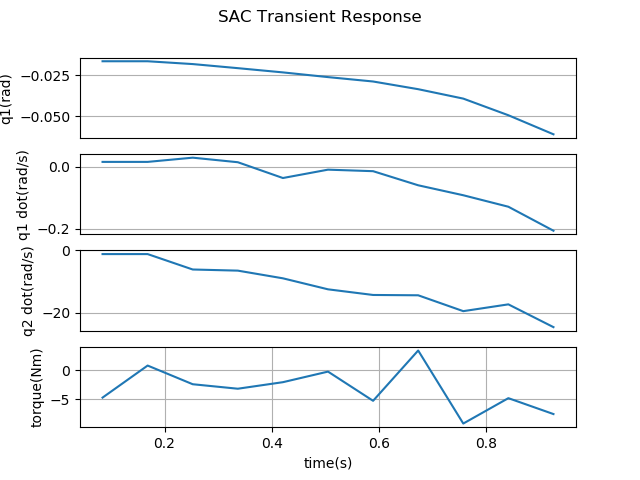 SAC Transient Response
q1(rad)
−0.025
−0.050
q1 dot(rad/s)
0.0
−0.2
q2 dot(rad/s)
0
−20
torque(Nm)
0
−5
0.2 0.4 0.6 0.8
time(s)